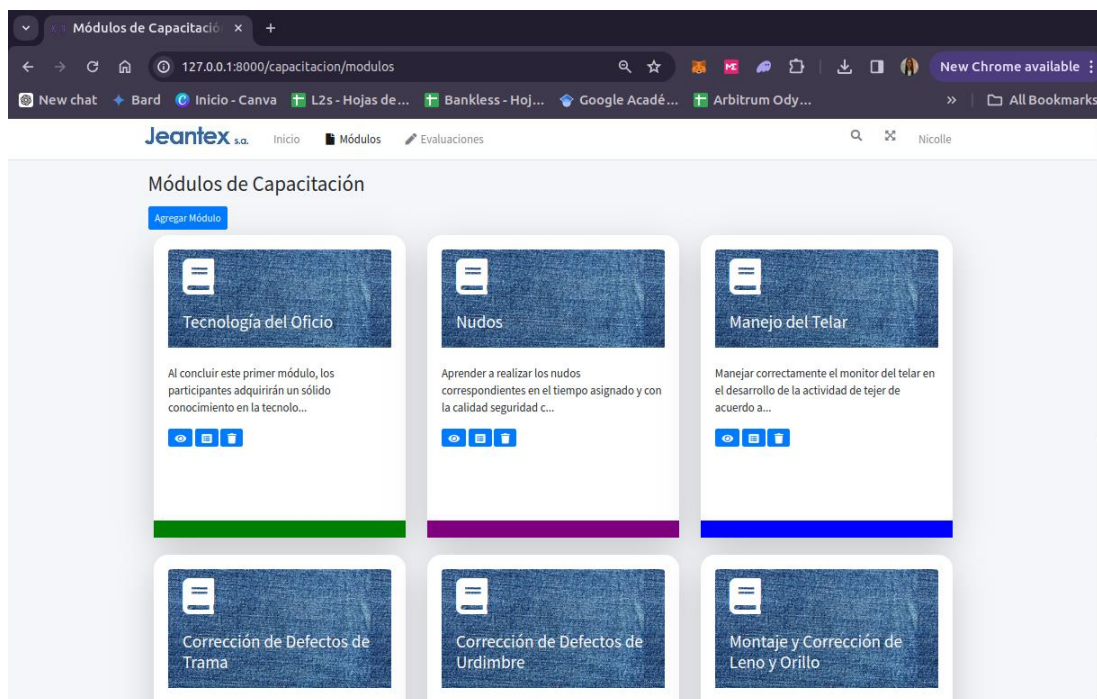 Módulos de Capacitació
127.0.0.1:8000/capacitacion/modulos
New Chrome available
New chat
Bard
Inicio - Canva
L2s - Hojas de...
Bankless - Hoj...
Google Acadé...
Arbitrum Ody...
»
All Bookmarks
Jeantex s.a.
Inicio
Módulos
Evaluaciones
Nicolle
Módulos de Capacitación
Agregar Módulo
Tecnología del Oficio
Al concluir este primer módulo, los
participantes adquirirán un sólido
conocimiento en la tecnolo...
Nudos
Aprender a realizar los nudos
correspondientes en el tiempo asignado y con
la calidad seguridad c...
Manejo del Telar
Manejar correctamente el monitor del telar en
el desarrollo de la actividad de tejer de
acuerdo a...
Corrección de Defectos de
Trama
Corrección de Defectos de
Urdimbre
Montaje y Corrección de
Leno y Orillo